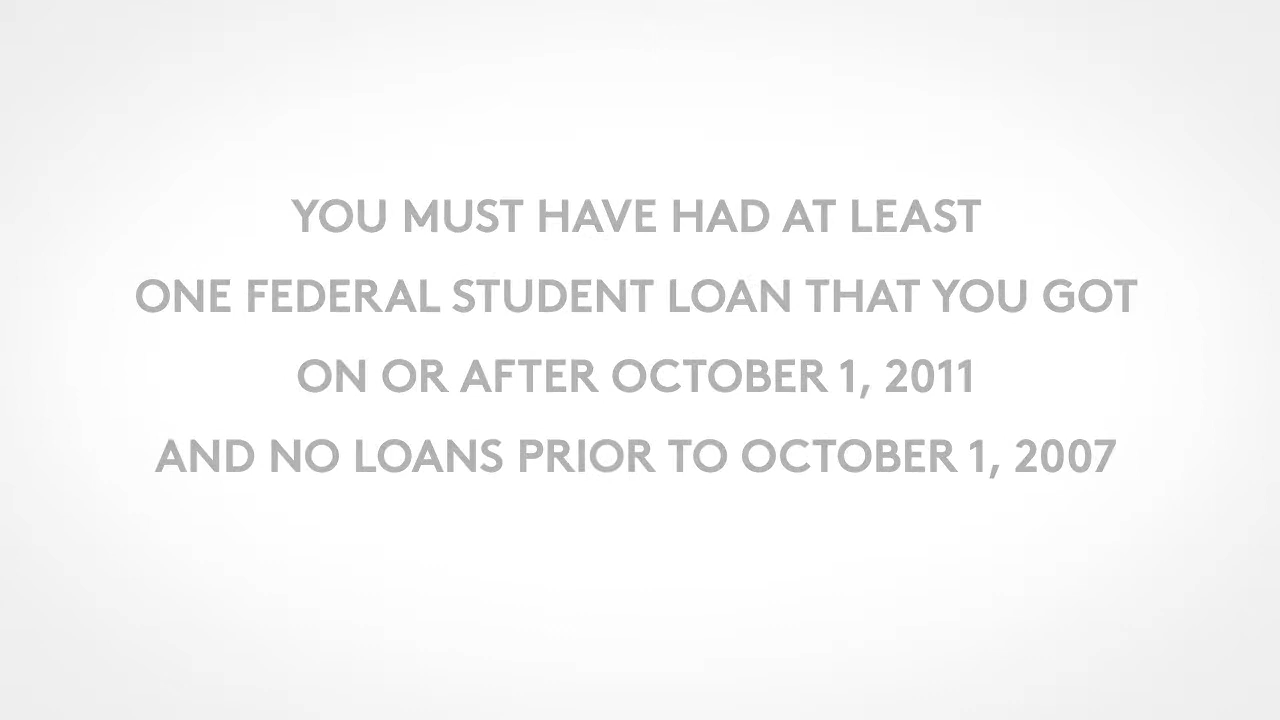 YOU MUST HAVE HAD AT LEAST
ONE FEDERAL STUDENT LOAN THAT YOU GOT
ON OR AFTER OCTOBER 1, 2011
AND NO LOANS PRIOR TO OCTOBER 1, 2007